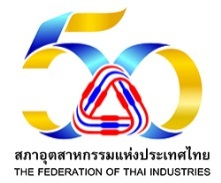 50
สภาอุตสาหกรรมแห่งประเทศไทย
THE FEDERATION OF THAI INDUSTRIES